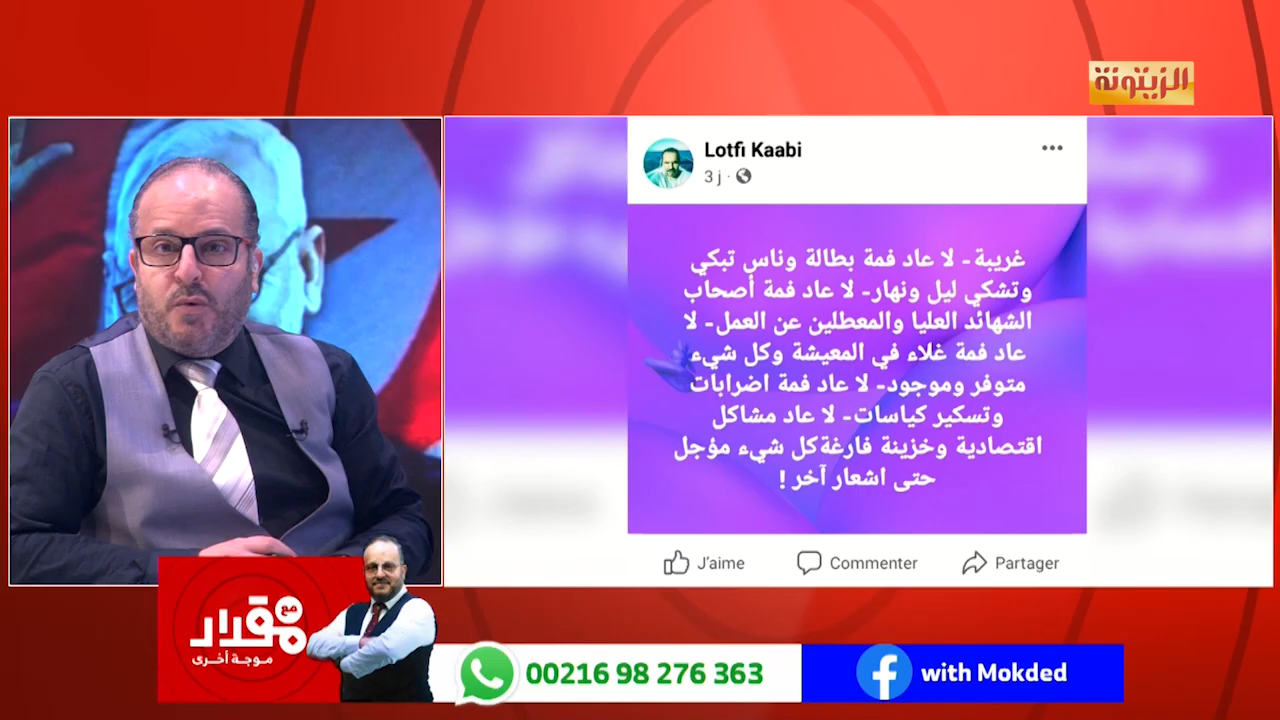 الزيتونة
Lotfi Kaabi
3 j ·
غريبة- لا عاد فمة بطالة وناس تبكي
وتشكي ليل ونهار- لا عاد فمة أصحاب
الشهائد العليا والمعطلين عن العمل- لا
عاد فمة غلاء في المعيشة وكل شيء
متوفر وموجود- لا عاد فمة اضرابات
وتسكير كياسات- لا عاد مشاكل
اقتصادية وخزينة فارغةكل شيء مؤجل
حتى اشعار آخر !
J'aime
Commenter
Partager
مع مقداد
موجة أخرى
00216 98 276 363
with Mokded